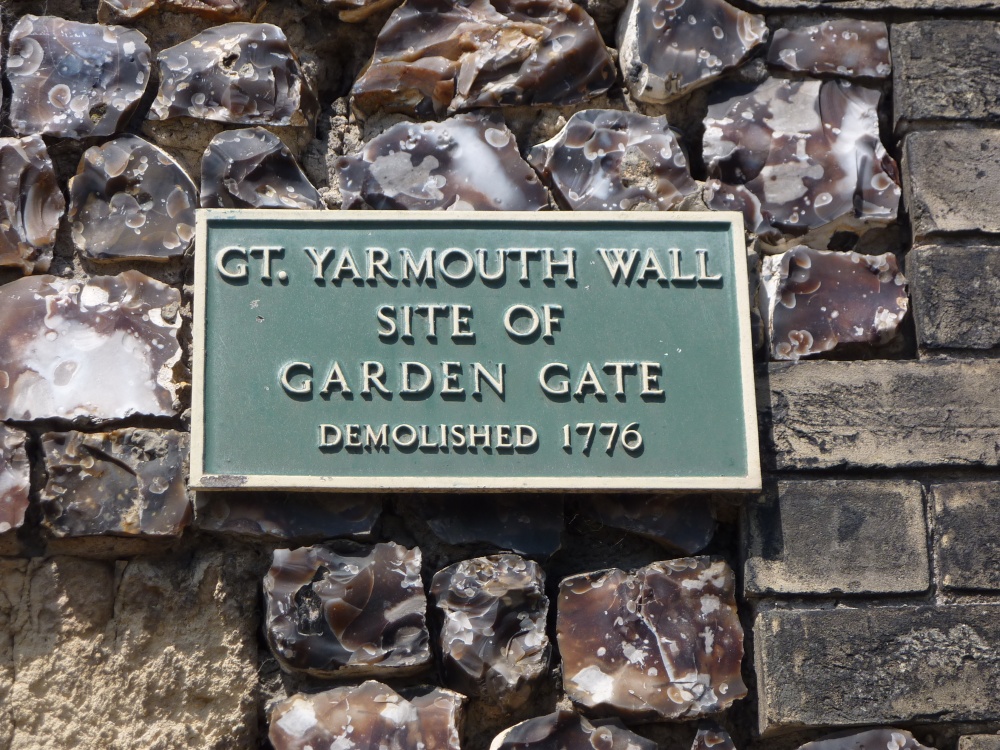 GT. YARMOUTH WALL
SITE OF
GARDEN GATE
DEMOLISHED 1776